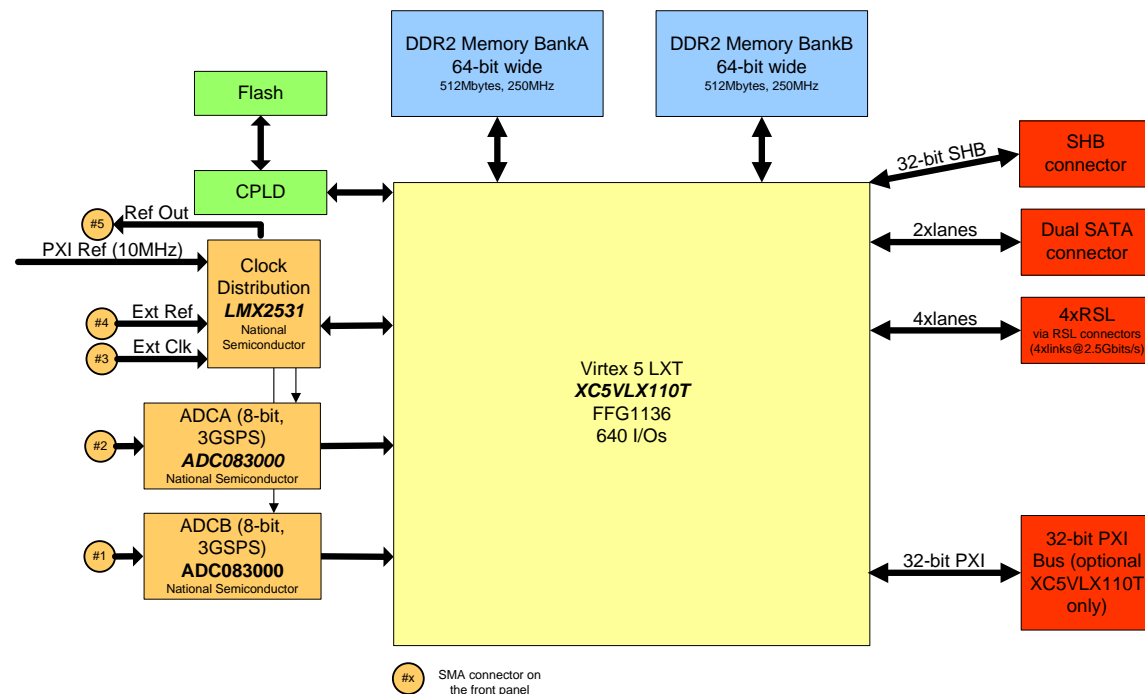 DDR2 Memory BankA
64-bit wide
512Mbytes, 250MHz
DDR2 Memory BankB
64-bit wide
512Mbytes, 250MHz
Flash
CPLD
32-bit SHB
SHB
connector
#5
Ref Out
PXI Ref (10MHz)
Clock
Distribution
LMX2531
National
Semiconductor
2xlanes
Dual SATA
connector
#4
Ext Ref
#3
Ext Clk
4xlanes
4xRSL
via RSL connectors
(4xlinks@2.5Gbits/s)
Virtex 5 LXT
XC5VLX110T
FFG1136
640 I/Os
#2
ADCA (8-bit,
3GSPS)
ADC083000
National Semiconductor
#1
ADCB (8-bit,
3GSPS)
ADC083000
National Semiconductor
32-bit PXI
32-bit PXI
Bus (optional
XC5VLX110T
only)
#x
SMA connector on
the front panel